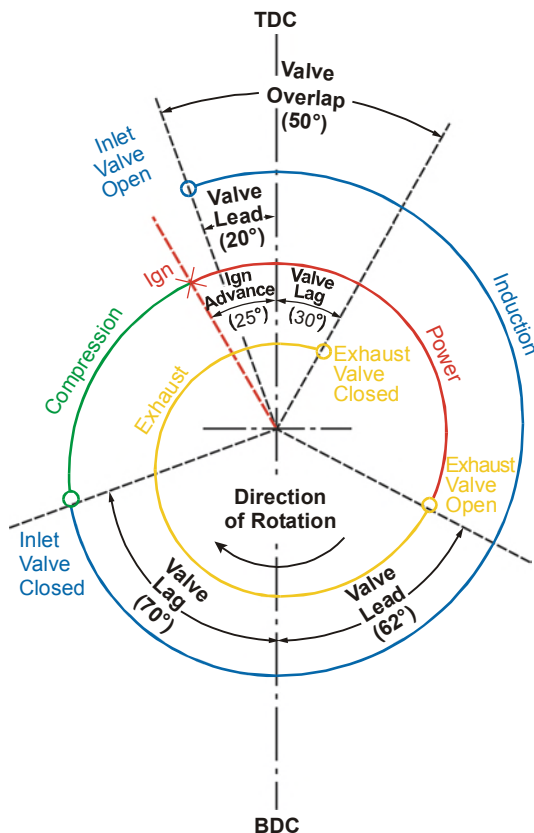 TDC
Valve
Overlap
(50°)
Inlet
Valve
Open
Valve
Lead
(20°)
Ign
Ign
Advance
(25°)
Valve
Lag
(30°)
Induction
Compression
Power
Exhaust
Exhaust
Valve
Closed
Exhaust
Valve
Open
Direction
of Rotation
Inlet
Valve
Closed
Valve
Lag
(70°)
Valve
Lead
(62°)
BDC